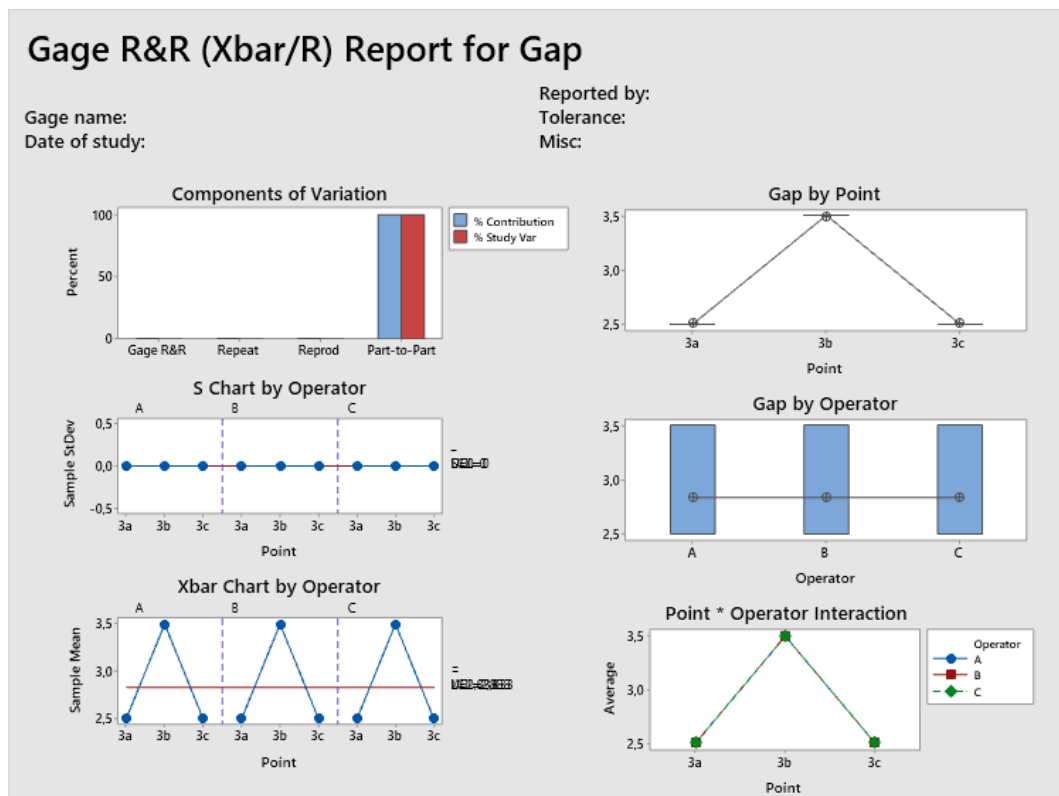 Gage R&R (Xbar/R) Report for Gap
Gage name:
Date of study:
Reported by:
Tolerance:
Misc:
Components of Variation
Percent
100
50
0
Gage R&R Repeat Reprod Part-to-Part
% Contribution
% Study Var
S Chart by Operator
A B C
Sample StDev
0,5
0,0
-0,5
3a 3b 3c 3a 3b 3c 3a 3b 3c
Point
Xbar Chart by Operator
A B C
Sample Mean
3,5
3,0
2,5
3a 3b 3c 3a 3b 3c 3a 3b 3c
Point
Gap by Point
3,5
3,0
2,5
3a 3b 3c
Point
Gap by Operator
3,5
3,0
2,5
A B C
Operator
Point * Operator Interaction
Average
3,5
3,0
2,5
3a 3b 3c
Point
Operator
A
B
C